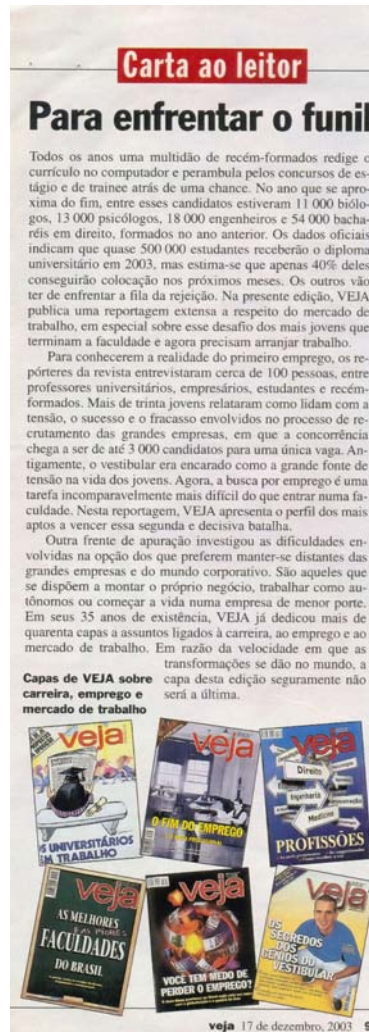 Carta ao leitor
Para enfrentar o funil
Todos os anos uma multidão de recém-formados redige o
currículo no computador e perambula pelos concursos de es-
tágio e de trainee atrás de uma chance. No ano que se apro-
xima do fim, entre esses candidatos estiveram 11 000 biólo-
gos, 13 000 psicólogos, 18 000 engenheiros e 54 000 bacha-
réis em direito, formados no ano anterior. Os dados oficiais
indicam que quase 500 000 estudantes receberão o diploma
universitário em 2003, mas estima-se que apenas 40% deles
conseguirão colocação nos próximos meses. Os outros vão
ter de enfrentar a fila da rejeição. Na presente edição, VEJA
publica uma reportagem extensa a respeito do mercado de
trabalho, em especial sobre esse desafio dos mais jovens que
terminam a faculdade e agora precisam arranjar trabalho.
Para conhecerem a realidade do primeiro emprego, os re-
pórteres da revista entrevistaram cerca de 100 pessoas, entre
professores universitários, empresários, estudantes e recém-
formados. Mais de trinta jovens relataram como lidam com a
tensão, o sucesso e o fracasso envolvidos no processo de re-
crutamento das grandes empresas, em que a concorrência
chega a ser de até 3 000 candidatos para uma única vaga. An-
tigamente, o vestibular era encarado como a grande fonte de
tensão na vida dos jovens. Agora, a busca por emprego é uma
tarefa incomparavelmente mais difícil do que entrar numa fa-
culdade. Nesta reportagem, VEJA apresenta o perfil dos mais
aptos a vencer essa segunda e decisiva batalha.
Outra frente de apuração investigou as dificuldades en-
volvidas na opção dos que preferem manter-se distantes das
grandes empresas e do mundo corporativo. São aqueles que
se dispõem a montar o próprio negócio, trabalhar como au-
tônomos ou começar a vida numa empresa de menor porte.
Em seus 35 anos de existência, VEJA já dedicou mais de
quarenta capas a assuntos ligados à carreira, ao emprego e ao
mercado de trabalho. Em razão da velocidade em que as
transformações se dão no mundo, a
capa desta edição seguramente não
será a última.
Capas de VEJA sobre
carreira, emprego e
mercado de trabalho
veja
OS UNIVERSITÁRIOS
SEM TRABALHO
veja
O FIM DO EMPREGO
veja
Direito
Engenharia
Medicina
PROFISSÕES
veja
AS MELHORES
E AS PIORES
FACULDADES
DO BRASIL
veja
VOCÊ TEM MEDO DE
PERDER O EMPREGO?
veja
OS
SEGREDOS
DOS
GÊNIOS DO
VESTIBULAR
veja 17 de dezembro, 2003 9